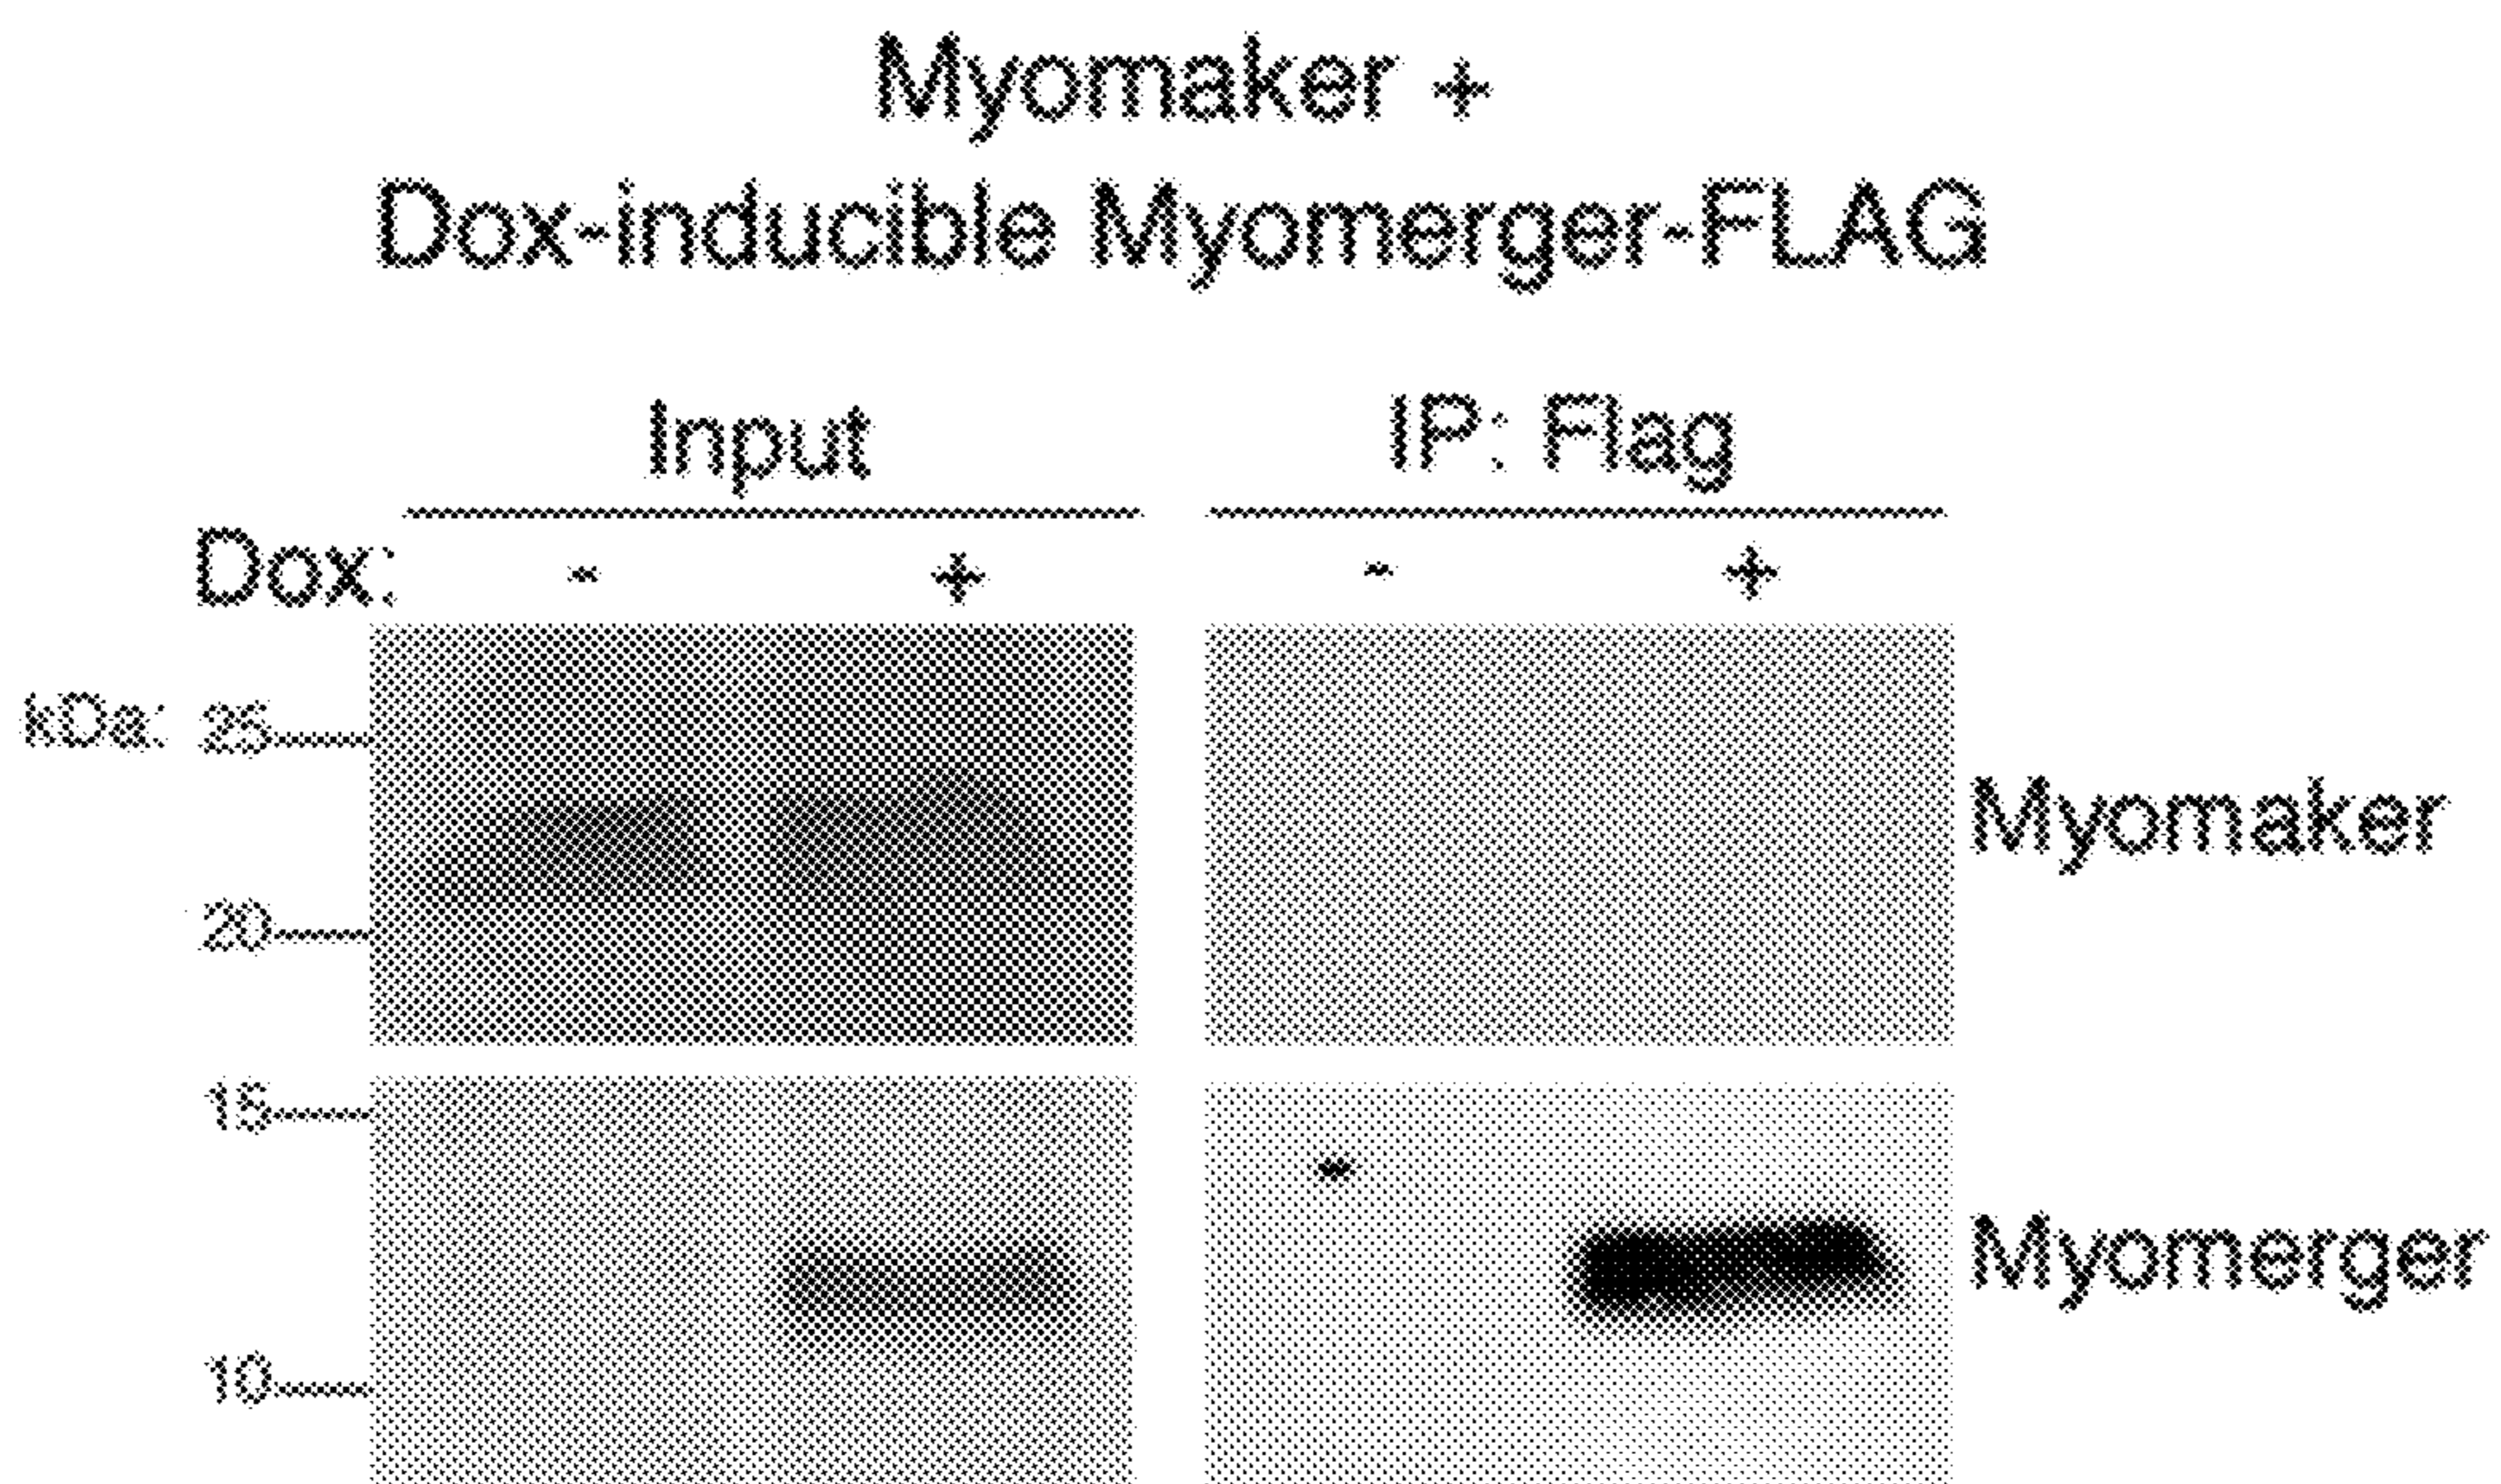 Myomaker +
Dox-inducible Myomerger-FLAG
Input IP: Flag
Dox: - + - +
kDa: 25
Myomaker
20
15
Myomerger
10